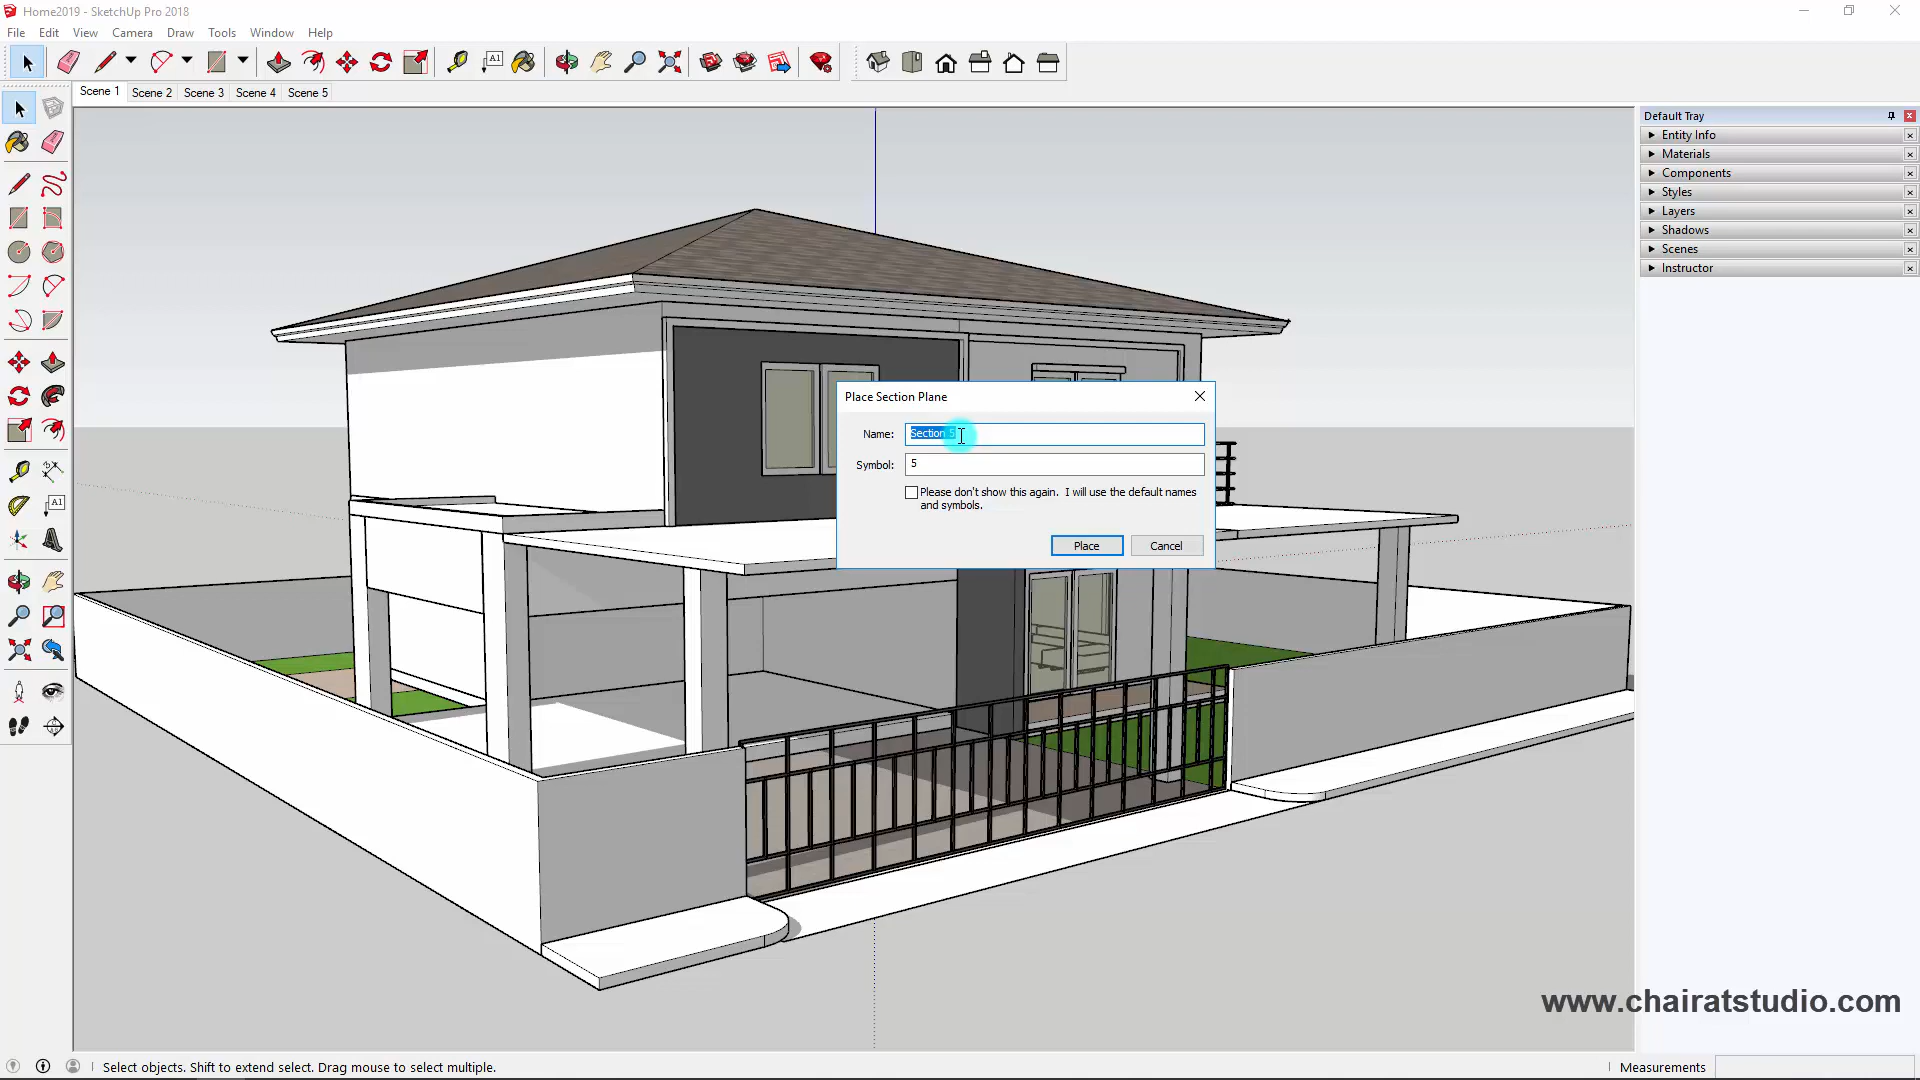 Home2019 - SketchUp Pro 2018
File Edit View Camera Draw Tools Window Help
Scene 1 Scene 2 Scene 3 Scene 4 Scene 5
Default Tray
Entity Info
Materials
Components
Styles
Layers
Shadows
Scenes
Instructor
Place Section Plane
Name: Section 5
Symbol: 5
Please don't show this again. I will use the default names
and symbols.
Place Cancel
www.chairatstudio.com
Select objects. Shift to extend select. Drag mouse to select multiple.
Measurements